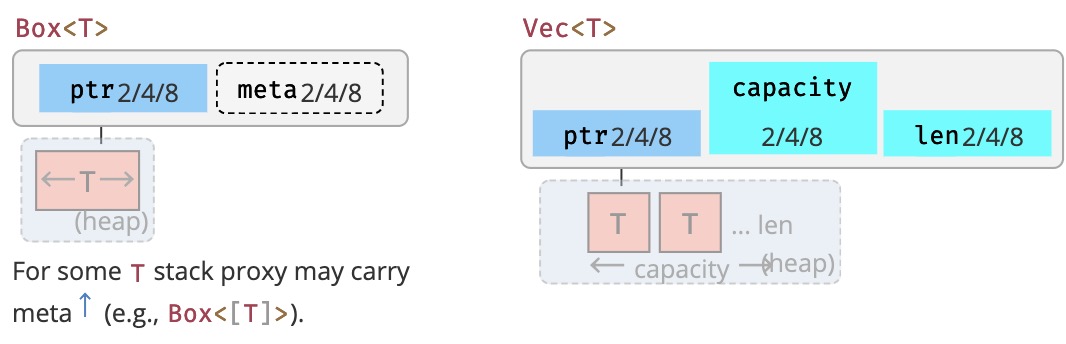 Box<T>
ptr2/4/8 meta2/4/8
T
(heap)
For some T stack proxy may carry
meta ↑ (e.g., Box<[T]>).
Vec<T>
ptr2/4/8 capacity 2/4/8 len2/4/8
T T ... len
← capacity → (heap)